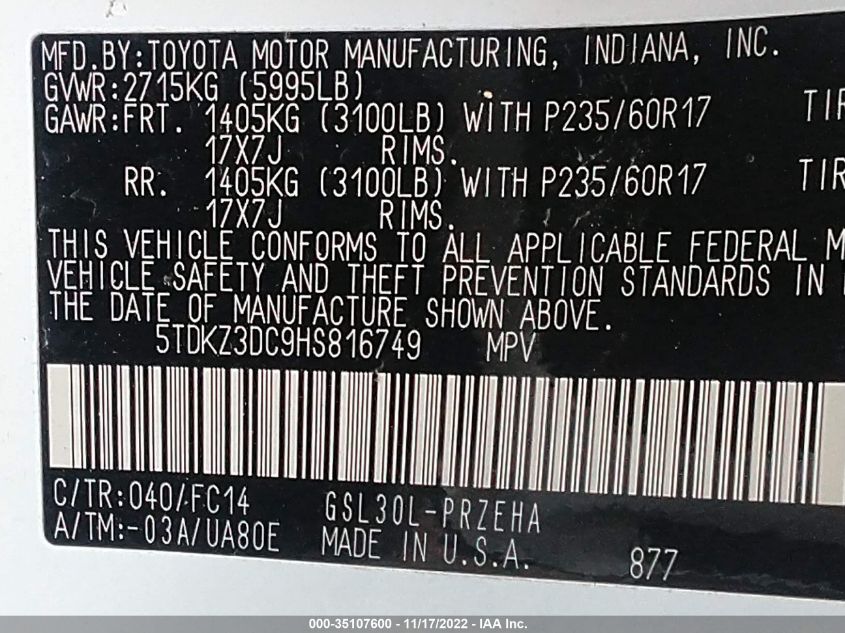 MFD.BY:TOYOTA MOTOR MANUFACTURING, INDIANA, INC.
GVWR:2715KG (5995LB)
GAWR:FRT. 1405KG (3100LB) WITH P235/60R17 TIR
17X7J RIMS.
RR. 1405KG (3100LB) WITH P235/60R17 TIR
17X7J RIMS.
THIS VEHICLE CONFORMS TO ALL APPLICABLE FEDERAL M
VEHICLE SAFETY AND THEFT PREVENTION STANDARDS IN
THE DATE OF MANUFACTURE SHOWN ABOVE.
5TDKZ3DC9HS816749 MPV
C/TR:040/FC14 GSL30L-PRZEHA
A/TM:-03A/UA80E MADE IN U.S.A. 877
000-35107600 - 11/17/2022 - IAA Inc.